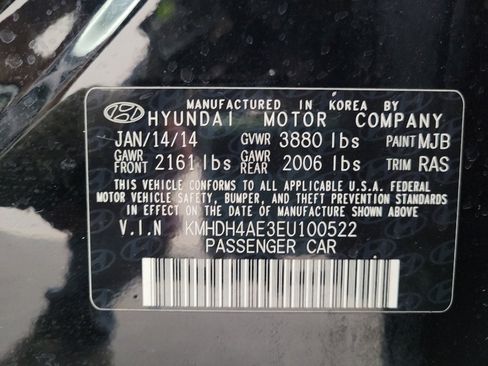 MANUFACTURED IN KOREA BY
HYUNDAI MOTOR COMPANY
JAN/14/14 GVWR 3880 lbs PAINT MJB
GAWR FRONT 2161 lbs GAWR REAR 2006 lbs TRIM RAS
THIS VEHICLE CONFORMS TO ALL APPLICABLE U.S.A. FEDERAL
MOTOR VEHICLE SAFETY, BUMPER, AND THEFT PREVENTION STANDARDS
IN EFFECT ON THE DATE OF MANUFACTURE SHOWN ABOVE.
V.I.N KMHDH4AE3EU100522
PASSENGER CAR